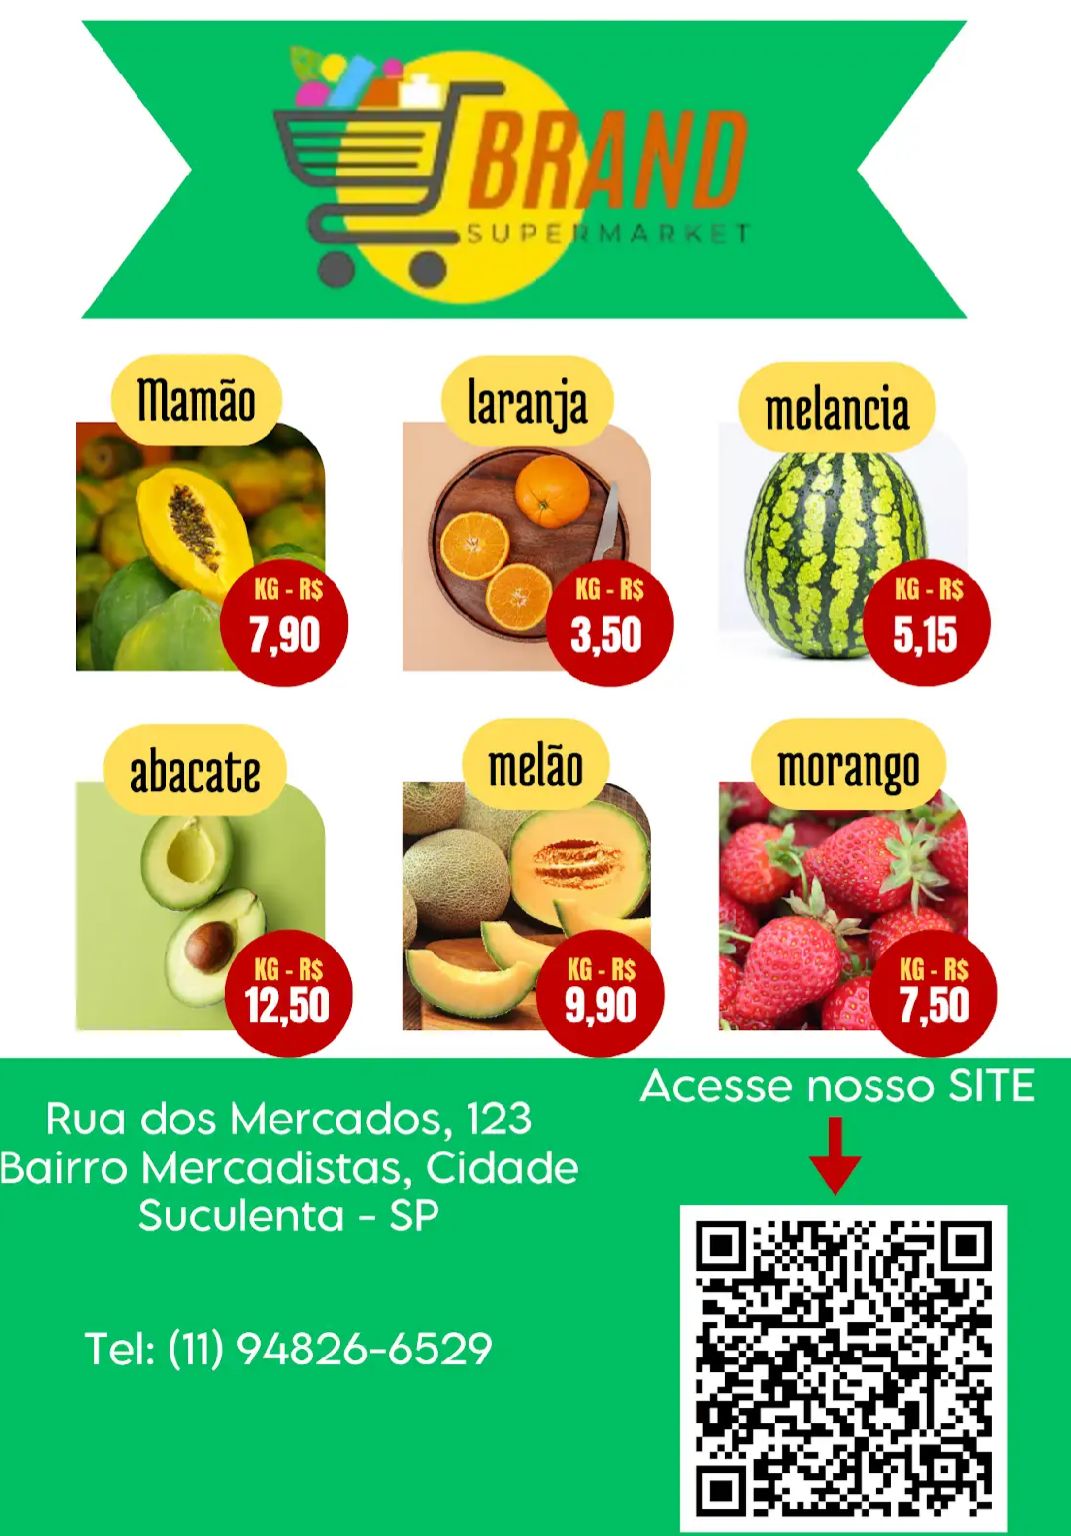 BRAND
SUPERMARKET
Mamão
laranja
melancia
KG - R$
7,90
KG - R$
3,50
KG - R$
5,15
abacate
melão
morango
KG - R$
12,50
KG - R$
9,90
KG - R$
7,50
Rua dos Mercados, 123
Bairro Mercadistas, Cidade
Suculenta - SP
Tel: (11) 94826-6529
Acesse nosso SITE